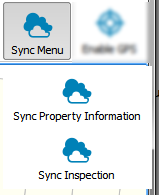 Sync Menu
Enable GPS
Sync Property Information
Sync Inspection